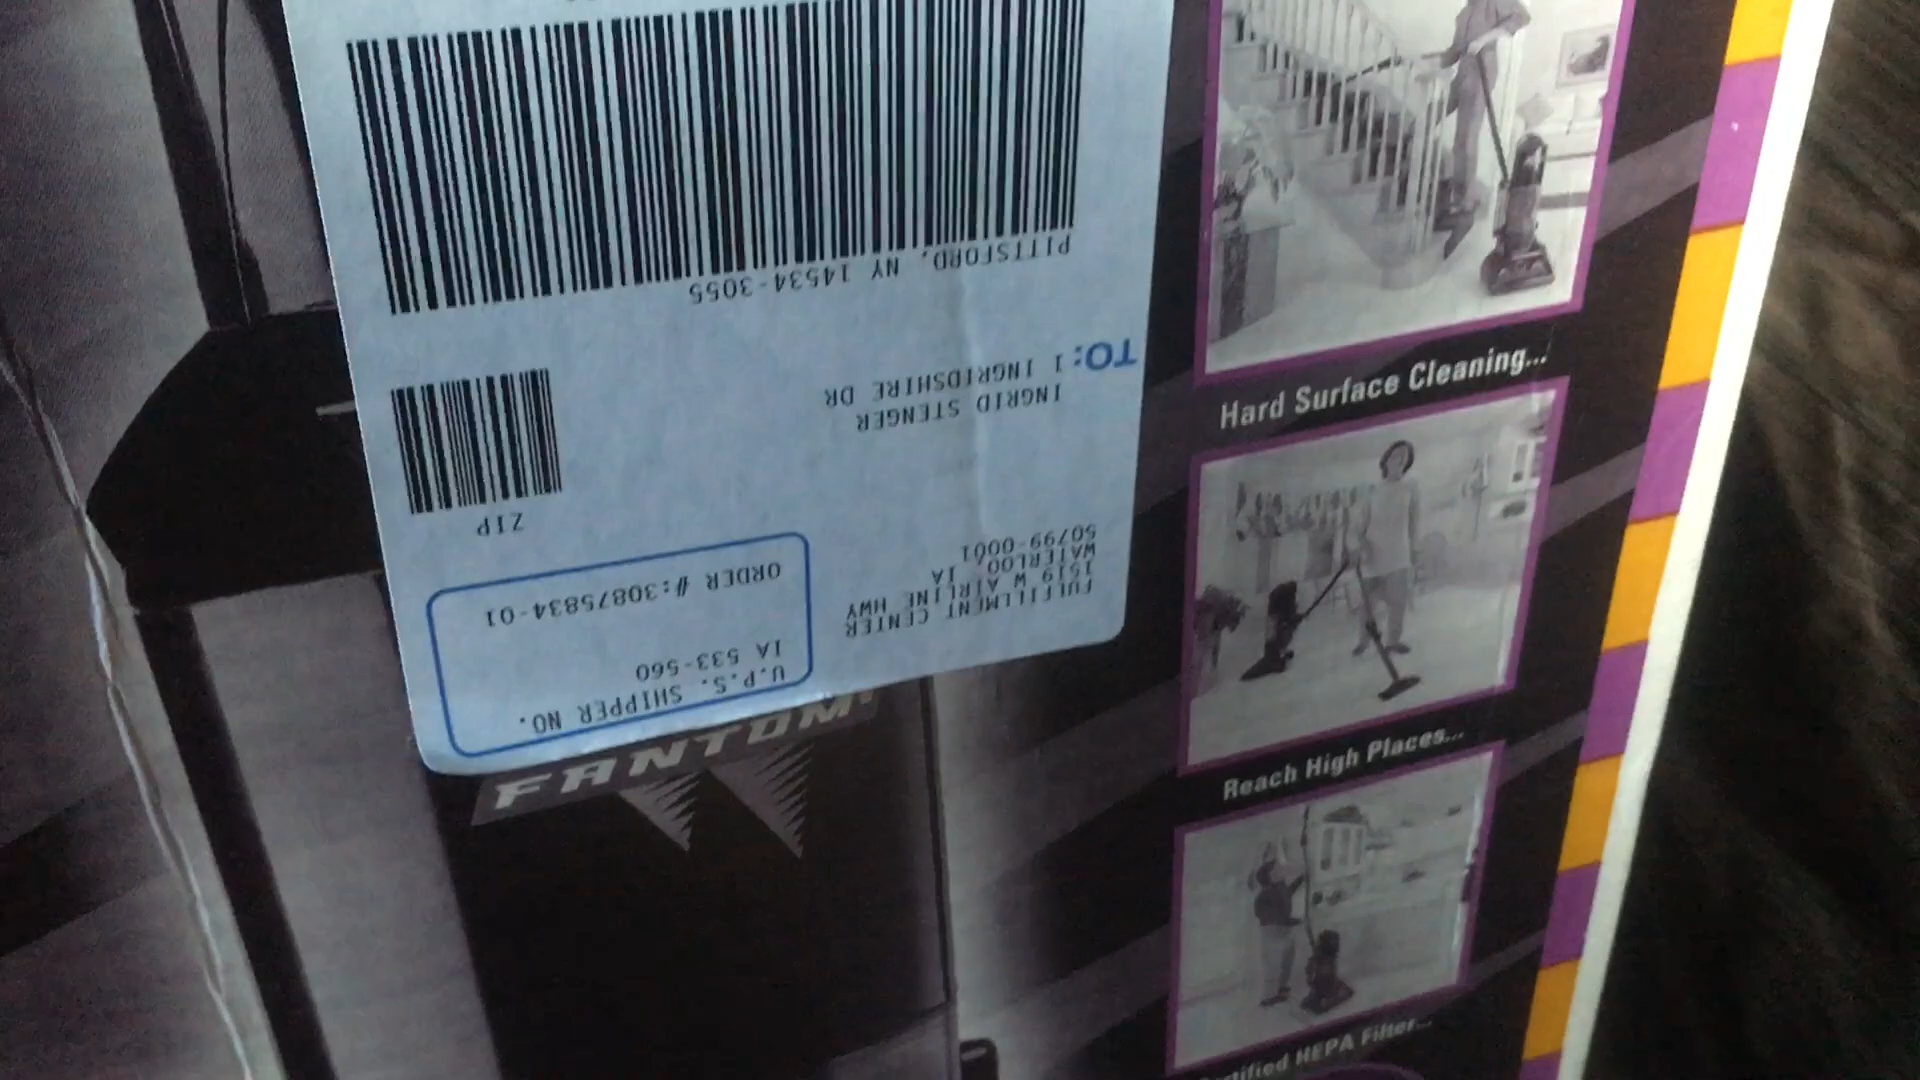 U.P.S. SHIPPER NO.
IA 533-560
ORDER #:30875834-01
FULFILLMENT CENTER
1519 W AIRLINE HWY
WATERLOO, IA
50799-0001
ZIP
TO:
INGRID STENGER
1 INGRIDSHIRE DR
PITTSFORD, NY 14534-3055
FANTOM
Hard Surface Cleaning...
Reach High Places...
HEPA Filter...